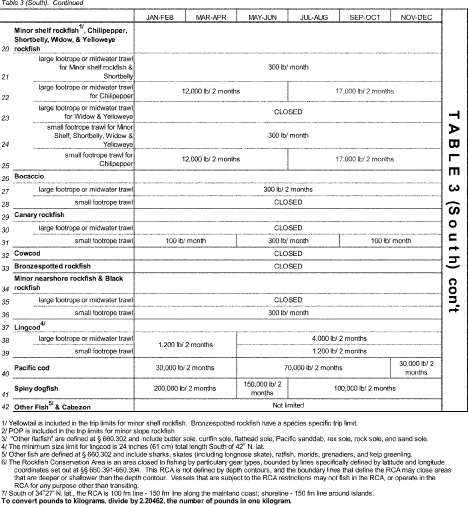 Table 3 (South). Continued
JAN-FEB MAR-APR MAY-JUN JUL-AUG SEP-OCT NOV-DEC
20 Minor shelf rockfish1/, Chilipepper, Shortbelly, Widow, & Yelloweye rockfish
21 large footrope or midwater trawl for Minor shelf rockfish & Shortbelly 300 lb/ month
22 large footrope or midwater trawl for Chilipepper 12,000 lb/ 2 months 17,000 lb/ 2 months
23 large footrope or midwater trawl for Widow & Yelloweye CLOSED
24 small footrope trawl for Minor Shelf, Shortbelly, Widow & Yelloweye 300 lb/ month
25 small footrope trawl for Chilipepper 12,000 lb/ 2 months 17,000 lb/ 2 months
26 Bocaccio
27 large footrope or midwater trawl 300 lb/ 2 months
28 small footrope trawl CLOSED
29 Canary rockfish
30 large footrope or midwater trawl CLOSED
31 small footrope trawl 100 lb/ month 300 lb/ month 100 lb/ month
32 Cowcod CLOSED
33 Bronzespotted rockfish CLOSED
34 Minor nearshore rockfish & Black rockfish
35 large footrope or midwater trawl CLOSED
36 small footrope trawl 300 lb/ month
37 Lingcod4/
38 large footrope or midwater trawl 1,200 lb/ 2 months 4,000 lb/ 2 months
39 small footrope trawl 1,200 lb/ 2 months
40 Pacific cod 30,000 lb/ 2 months 70,000 lb/ 2 months 30,000 lb/ 2 months
41 Spiny dogfish 200,000 lb/ 2 months 150,000 lb/ 2 months 100,000 lb/ 2 months
42 Other Fish5/ & Cabezon Not limited
TABLE 3 (South) con't
1/ Yellowtail is included in the trip limits for minor shelf rockfish. Bronzespotted rockfish have a species specific trip limit.
2/ POP is included in the trip limits for minor slope rockfish
3/ "Other flatfish" are defined at § 660.302 and include butter sole, curlfin sole, flathead sole, Pacific sanddab, rex sole, rock sole, and sand sole.
4/ The minimum size limit for lingcod is 24 inches (61 cm) total length South of 42° N. lat.
5/ Other fish are defined at § 660.302 and include sharks, skates (including longnose skate), ratfish, morids, grenadiers, and kelp greenling.
6/ The Rockfish Conservation Area is an area closed to fishing by particular gear types, bounded by lines specifically defined by latitude and longitude
coordinates set out at §§ 660.391-660.394. This RCA is not defined by depth contours, and the boundary lines that define the RCA may close areas
that are deeper or shallower than the depth contour. Vessels that are subject to the RCA restrictions may not fish in the RCA, or operate in the
RCA for any purpose other than transiting.
7/ South of 34°27' N. lat., the RCA is 100 fm line - 150 fm line along the mainland coast; shoreline - 150 fm line around islands.
To convert pounds to kilograms, divide by 2.20462, the number of pounds in one kilogram.